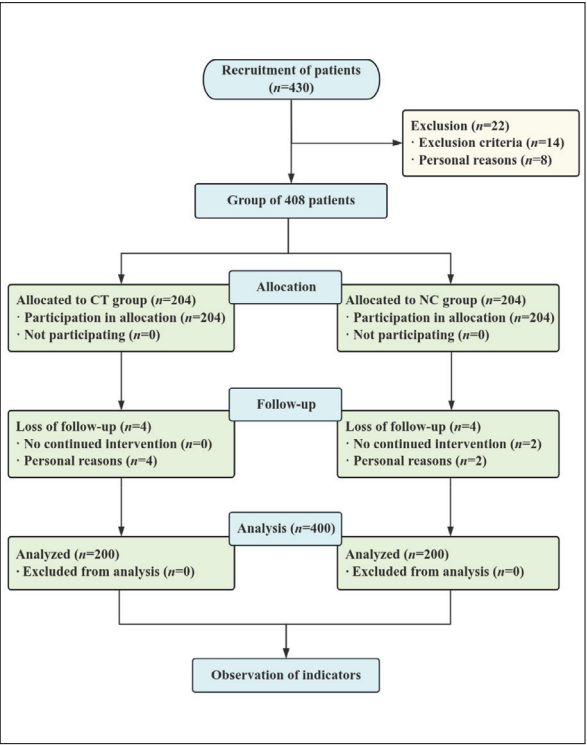 Recruitment of patients
(n=430)
Exclusion (n=22)
· Exclusion criteria (n=14)
· Personal reasons (n=8)
Group of 408 patients
Allocation
Allocated to CT group (n=204)
· Participation in allocation (n=204)
· Not participating (n=0)
Allocated to NC group (n=204)
· Participation in allocation (n=204)
· Not participating (n=0)
Follow-up
Loss of follow-up (n=4)
· No continued intervention (n=0)
· Personal reasons (n=4)
Loss of follow-up (n=4)
· No continued intervention (n=2)
· Personal reasons (n=2)
Analysis (n=400)
Analyzed (n=200)
· Excluded from analysis (n=0)
Analyzed (n=200)
· Excluded from analysis (n=0)
Observation of indicators